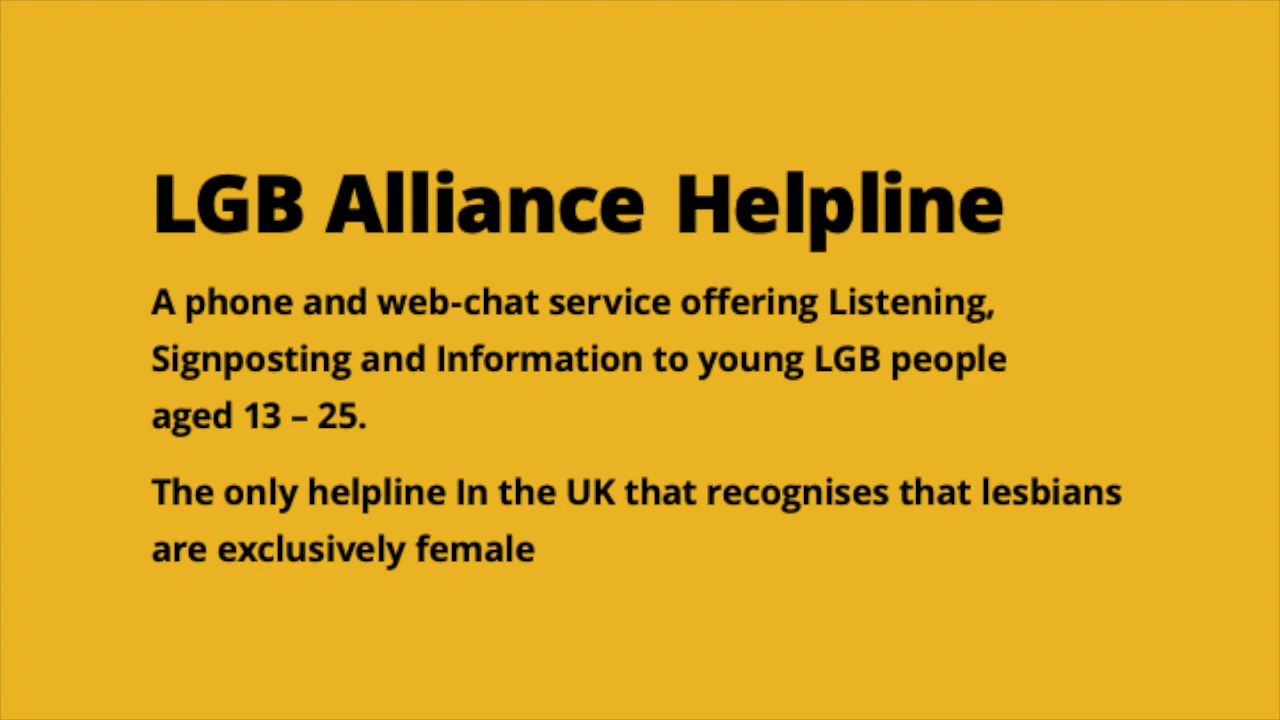 LGB Alliance Helpline
A phone and web-chat service offering Listening,
Signposting and Information to young LGB people
aged 13 – 25.
The only helpline In the UK that recognises that lesbians
are exclusively female